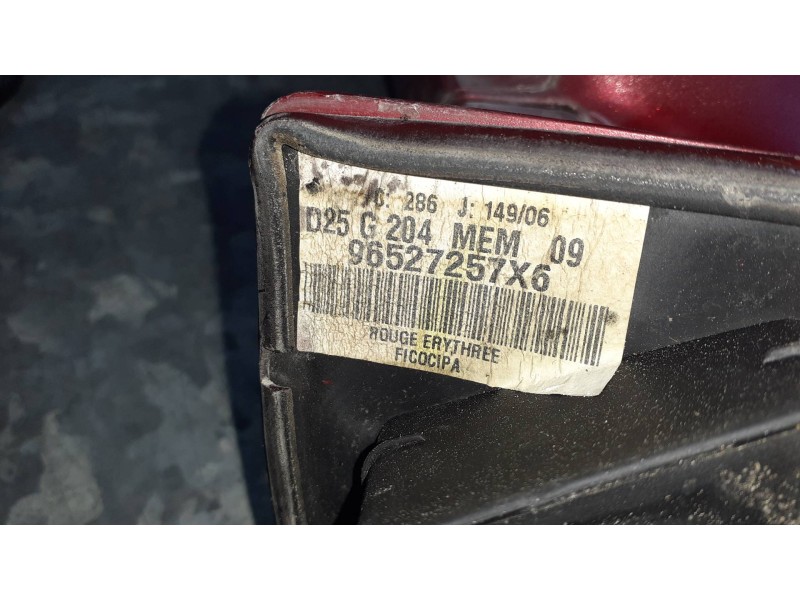 286 J: 149/06
D25 G 204 MEM 09
96527257X6
ROUGE ERYTHREE
FICOCIPA